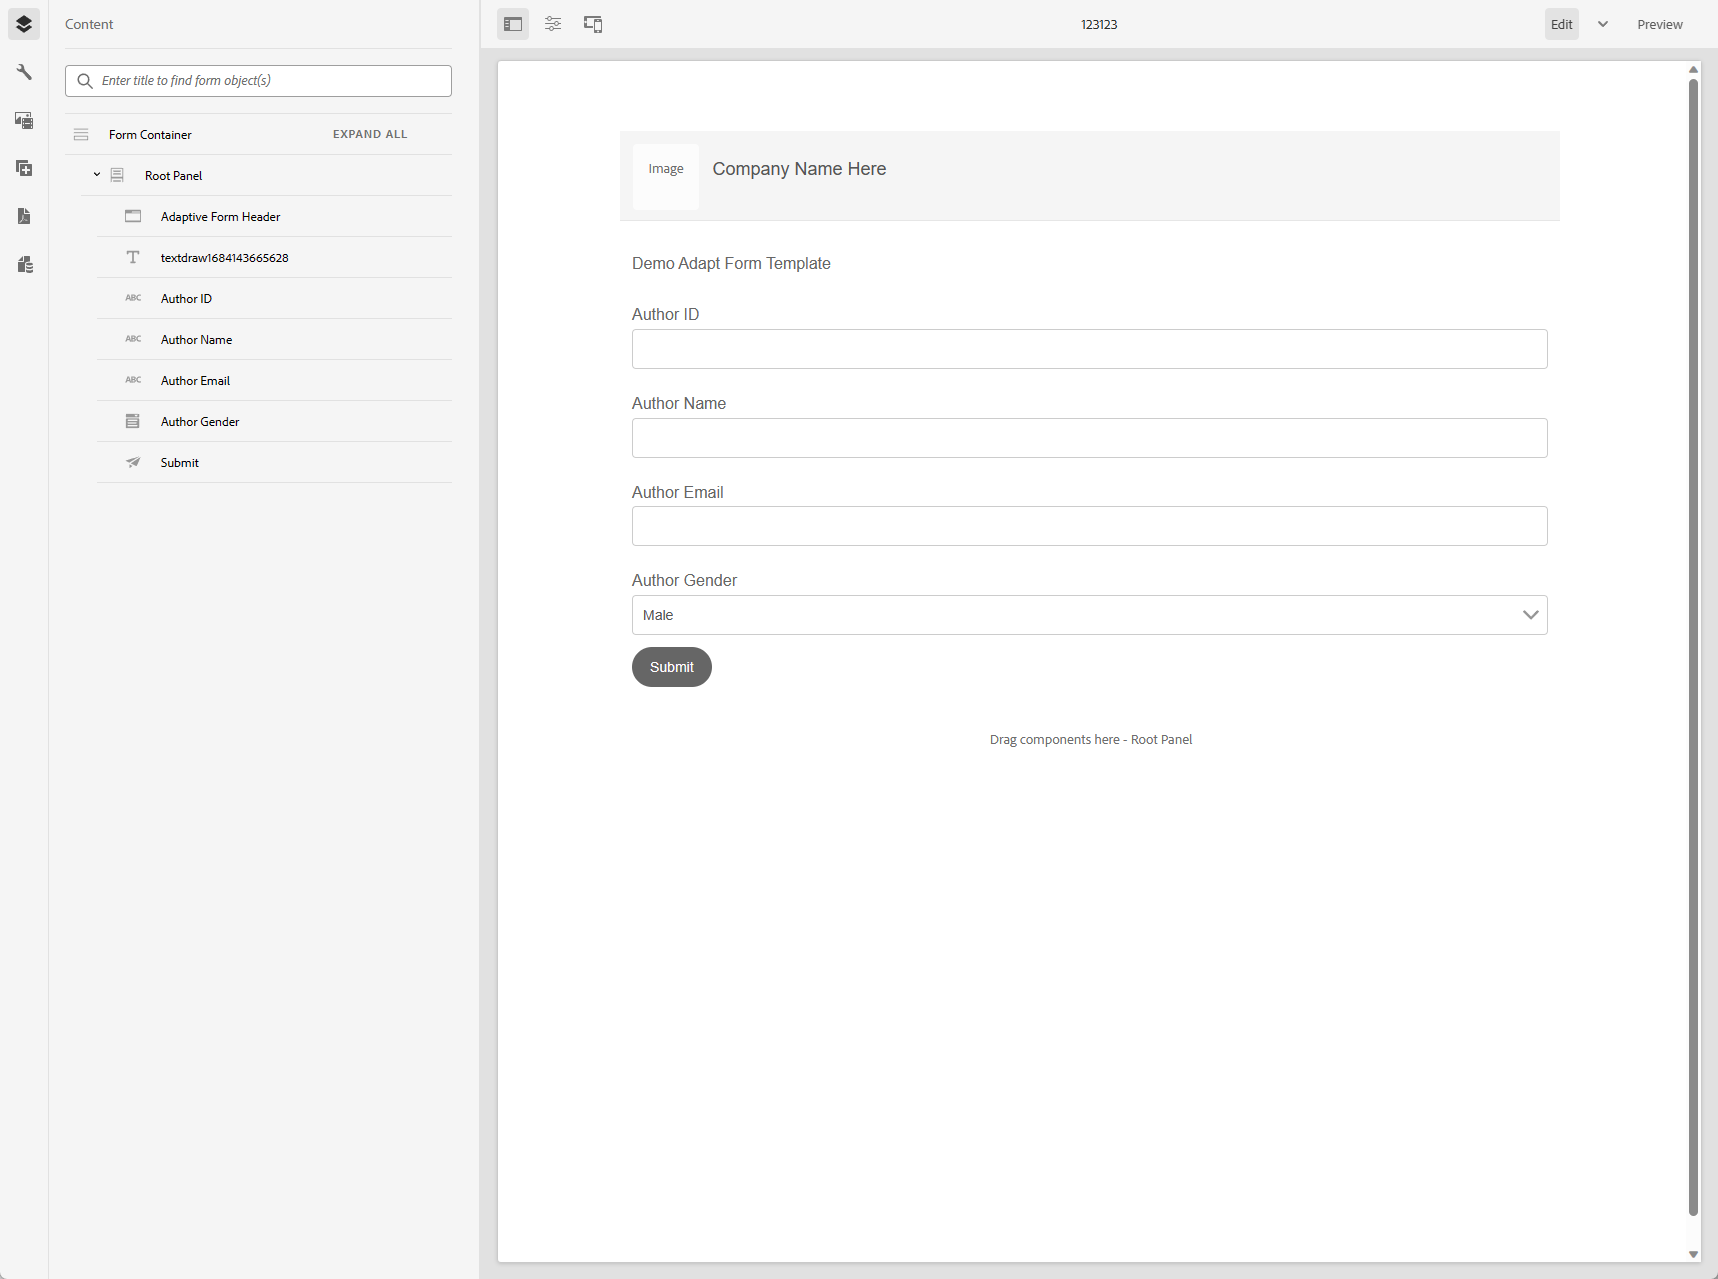 Content
123123
Edit
Preview
Enter title to find form object(s)
Form Container
EXPAND ALL
Root Panel
Adaptive Form Header
textdraw1684143665628
ABC Author ID
ABC Author Name
ABC Author Email
Author Gender
Submit
Image
Company Name Here
Demo Adapt Form Template
Author ID
Author Name
Author Email
Author Gender
Male
Submit
Drag components here - Root Panel